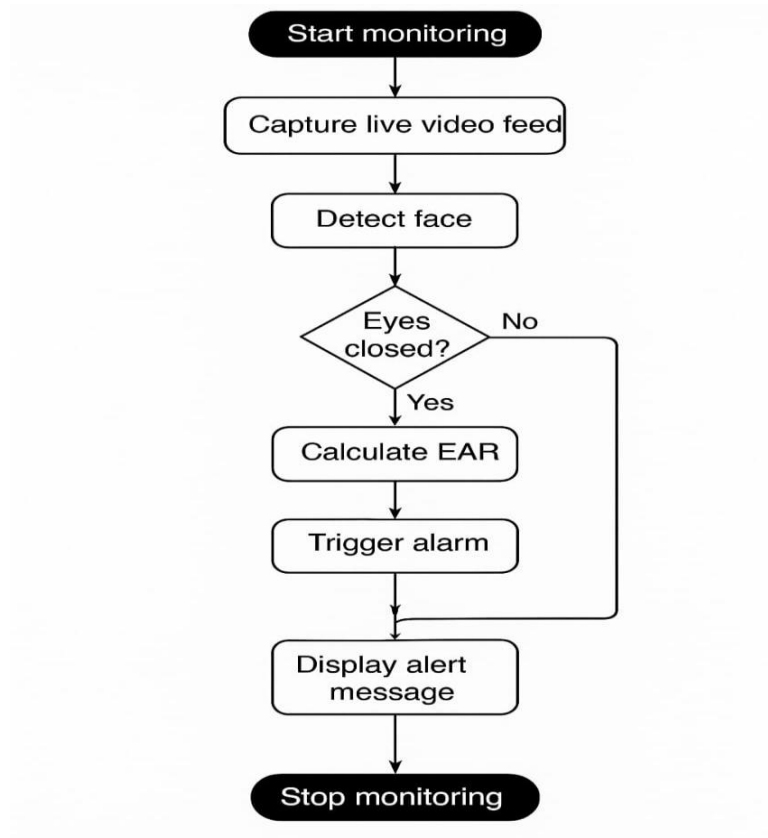 Start monitoring
Capture live video feed
Detect face
Eyes
closed?
No
Yes
Calculate EAR
Trigger alarm
Display alert
message
Stop monitoring